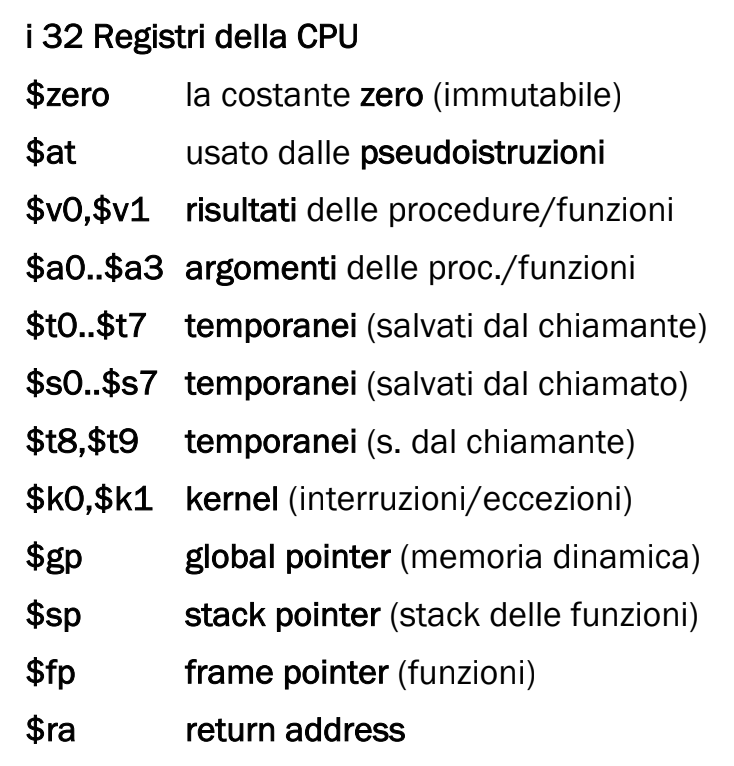 i 32 Registri della CPU
$zero la costante zero (immutabile)
$at usato dalle pseudoistruzioni
$v0,$v1 risultati delle procedure/funzioni
$a0..$a3 argomenti delle proc./funzioni
$t0..$t7 temporanei (salvati dal chiamante)
$s0..$s7 temporanei (salvati dal chiamato)
$t8,$t9 temporanei (s. dal chiamante)
$k0,$k1 kernel (interruzioni/eccezioni)
$gp global pointer (memoria dinamica)
$sp stack pointer (stack delle funzioni)
$fp frame pointer (funzioni)
$ra return address